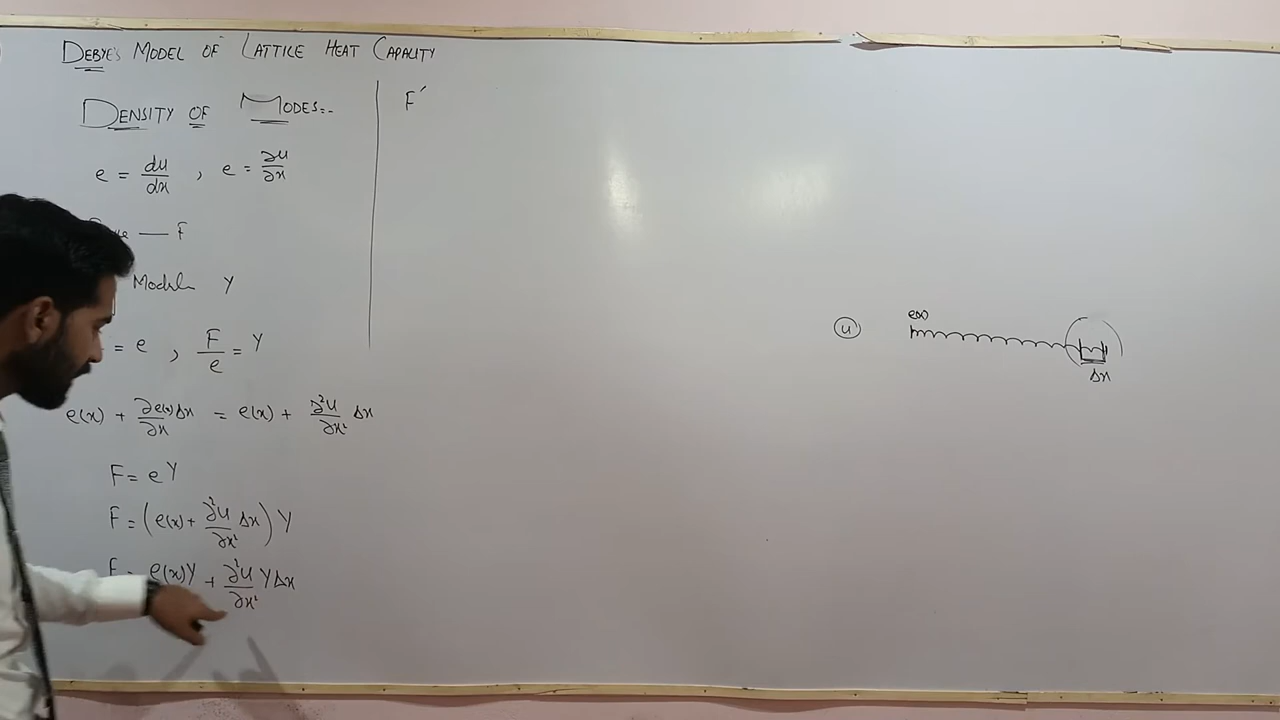 DEBYE'S MODEL OF LATTICE HEAT CAPACITY
DENSITY OF MODES:-
e = du/dx , e = ∂u/∂x
— F
Y
= e , F/e = Y
e(x) + ∂e(x)/∂x Δx = e(x) + ∂²u/∂x² Δx
F = eY
F = (e(x) + ∂²u/∂x² Δx) Y
F = e(x)Y + ∂²u/∂x² YΔx
F′
u
e(x)
Δx